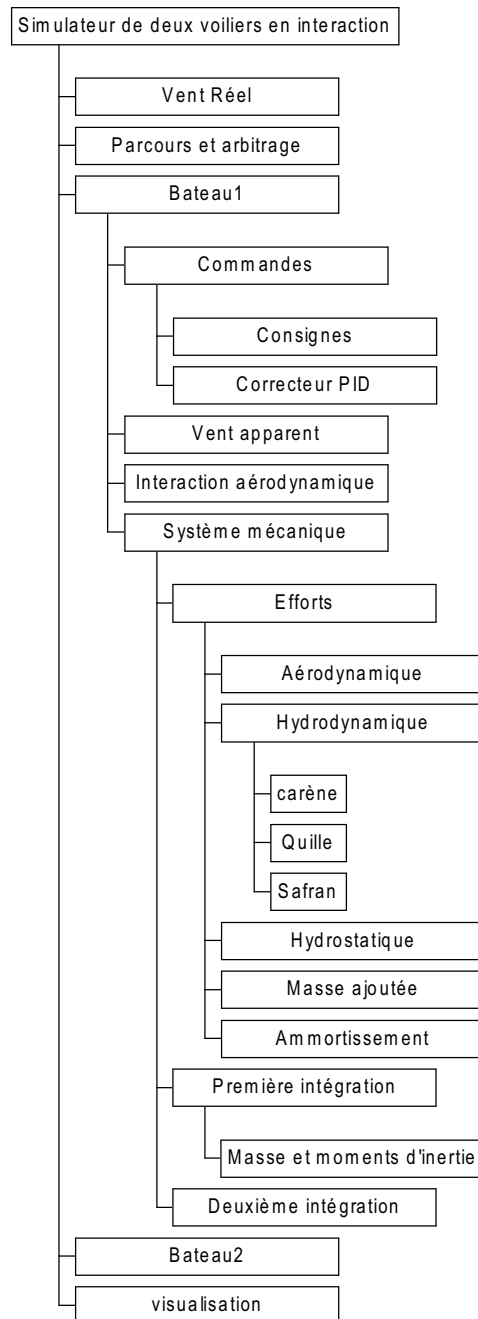 Simulateur de deux voiliers en interaction
Vent Réel
Parcours et arbitrage
Bateau1
Commandes
Consignes
Correcteur PID
Vent apparent
Interaction aérodynamique
Système mécanique
Efforts
Aérodynamique
Hydrodynamique
carène
Quille
Safran
Hydrostatique
Masse ajoutée
Ammortissement
Première intégration
Masse et moments d'inertie
Deuxième intégration
Bateau2
visualisation